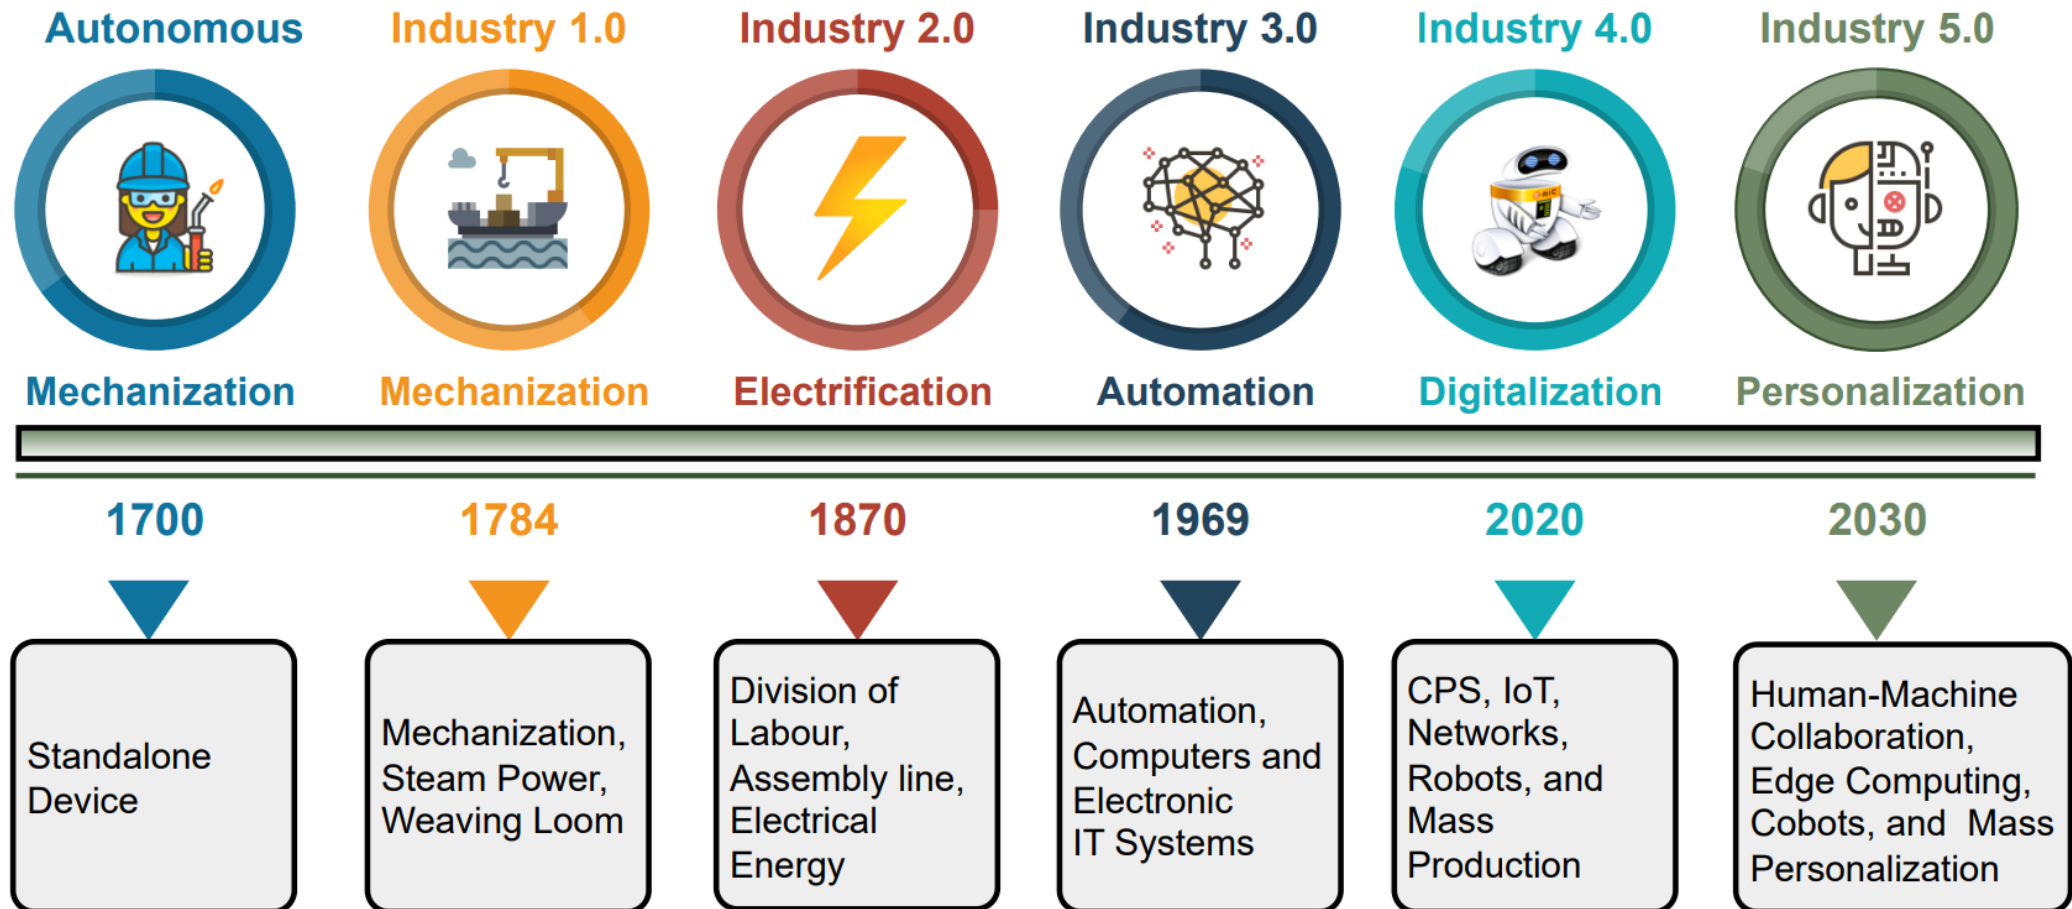 Autonomous
Industry 1.0
Industry 2.0
Industry 3.0
Industry 4.0
Industry 5.0
Mechanization
Mechanization
Electrification
Automation
Digitalization
Personalization
1700
1784
1870
1969
2020
2030
Standalone
Device
Mechanization,
Steam Power,
Weaving Loom
Division of
Labour,
Assembly line,
Electrical
Energy
Automation,
Computers and
Electronic
IT Systems
CPS, IoT,
Networks,
Robots, and
Mass
Production
Human-Machine
Collaboration,
Edge Computing,
Cobots, and Mass
Personalization